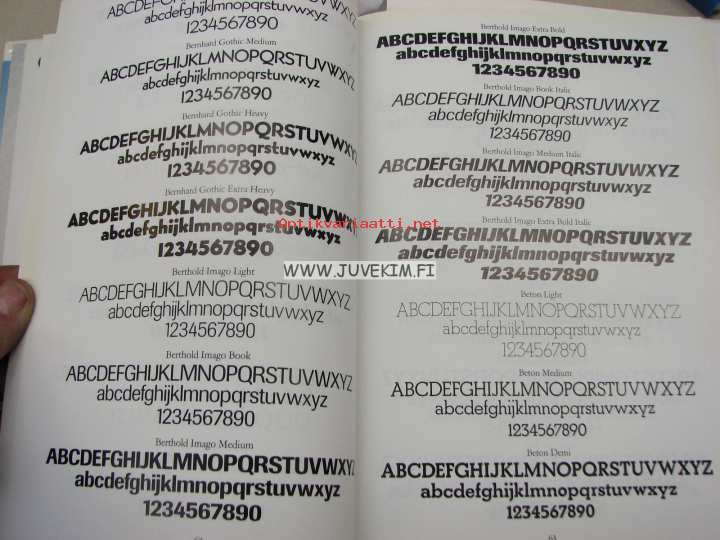 ABCDEFGHIJKLMNOPQRSTUVWXYZ
abcdefghijklmnopqrstuvwxyz
1234567890
Bernhard Gothic Medium
ABCDEFGHIJKLMNOPQRSTUVWXYZ
abcdefghijklmnopqrstuvwxyz
1234567890
Bernhard Gothic Heavy
ABCDEFGHIJKLMNOPQRSTUVWXYZ
abcdefghijklmnopqrstuvwxyz
1234567890
Bernhard Gothic Extra Heavy
ABCDEFGHIJKLMNOPQRSTUVWXYZ
abcdefghijklmnopqrstuvwxyz
1234567890
Berthold Imago Light
ABCDEFGHIJKLMNOPQRSTUVWXYZ
abcdefghijklmnopqrstuvwxyz
1234567890
Berthold Imago Book
ABCDEFGHIJKLMNOPQRSTUVWXYZ
abcdefghijklmnopqrstuvwxyz
1234567890
Berthold Imago Medium
ABCDEFGHIJKLMNOPQRSTUVWXYZ
abcdefghijklmnopqrstuvwxyz
1234567890
Berthold Imago Extra Bold
ABCDEFGHIJKLMNOPQRSTUVWXYZ
abcdefghijklmnopqrstuvwxyz
1234567890
Berthold Imago Book Italic
ABCDEFGHIJKLMNOPQRSTUVWXYZ
abcdefghijklmnopqrstuvwxyz
1234567890
Berthold Imago Medium Italic
ABCDEFGHIJKLMNOPQRSTUVWXYZ
abcdefghijklmnopqrstuvwxyz
1234567890
Berthold Imago Extra Bold Italic
ABCDEFGHIJKLMNOPQRSTUVWXYZ
abcdefghijklmnopqrstuvwxyz
1234567890
Beton Light
ABCDEFGHIJKLMNOPQRSTUVWXYZ
abcdefghijklmnopqrstuvwxyz
1234567890
Beton Medium
ABCDEFGHIJKLMNOPQRSTUVWXYZ
abcdefghijklmnopqrstuvwxyz
1234567890
Beton Demi
ABCDEFGHIJKLMNOPQRSTUVWXYZ
abcdefghijklmnopqrstuvwxyz
1234567890
Antikvariaatti.net
WWW.JUVEKIM.FI